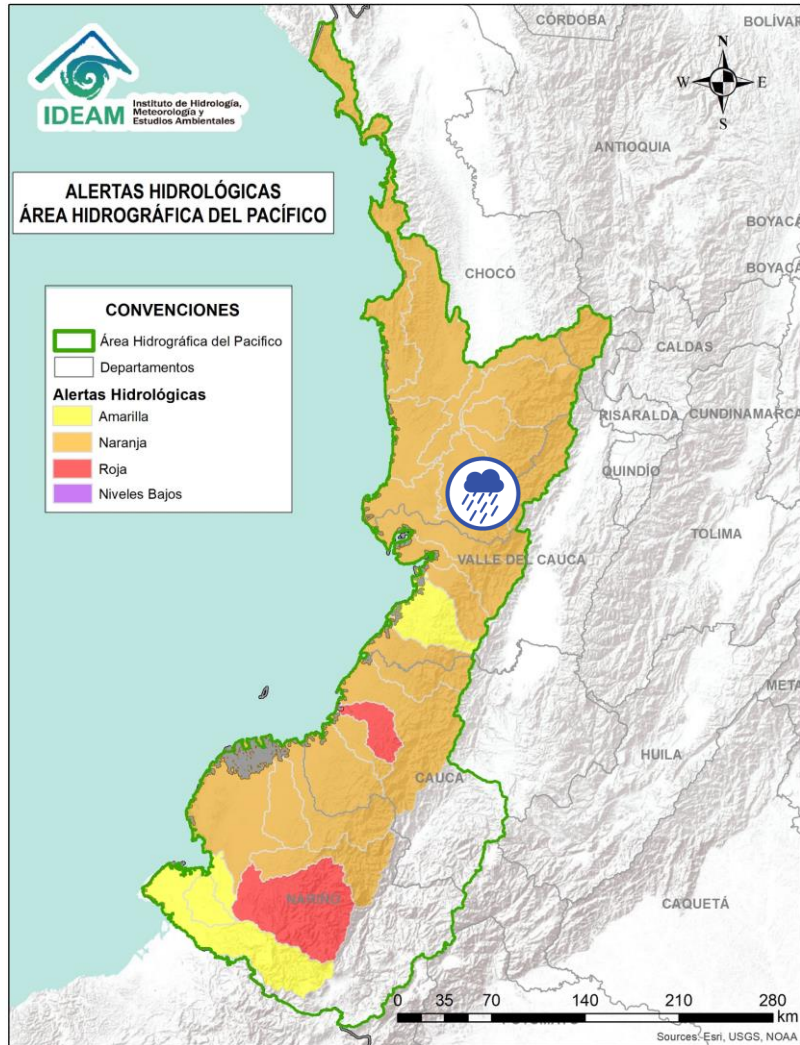 IDEAM
Instituto de Hidrología,
Meteorología y
Estudios Ambientales
ALERTAS HIDROLÓGICAS
ÁREA HIDROGRÁFICA DEL PACÍFICO
CONVENCIONES
Área Hidrográfica del Pacifico
Departamentos
Alertas Hidrológicas
Amarilla
Naranja
Roja
Niveles Bajos
N
W
E
S
CÓRDOBA
BOLÍVAR
ANTIOQUIA
BOYACÁ
BOYACÁ
CHOCÓ
CALDAS
RISARALDA
CUNDINAMARCA
QUINDÍO
TOLIMA
VALLE DEL CAUCA
META
HUILA
CAUCA
NARIÑO
CAQUETÁ
0 35 70 140 210 280
km
Sources: Esri, USGS, NOAA